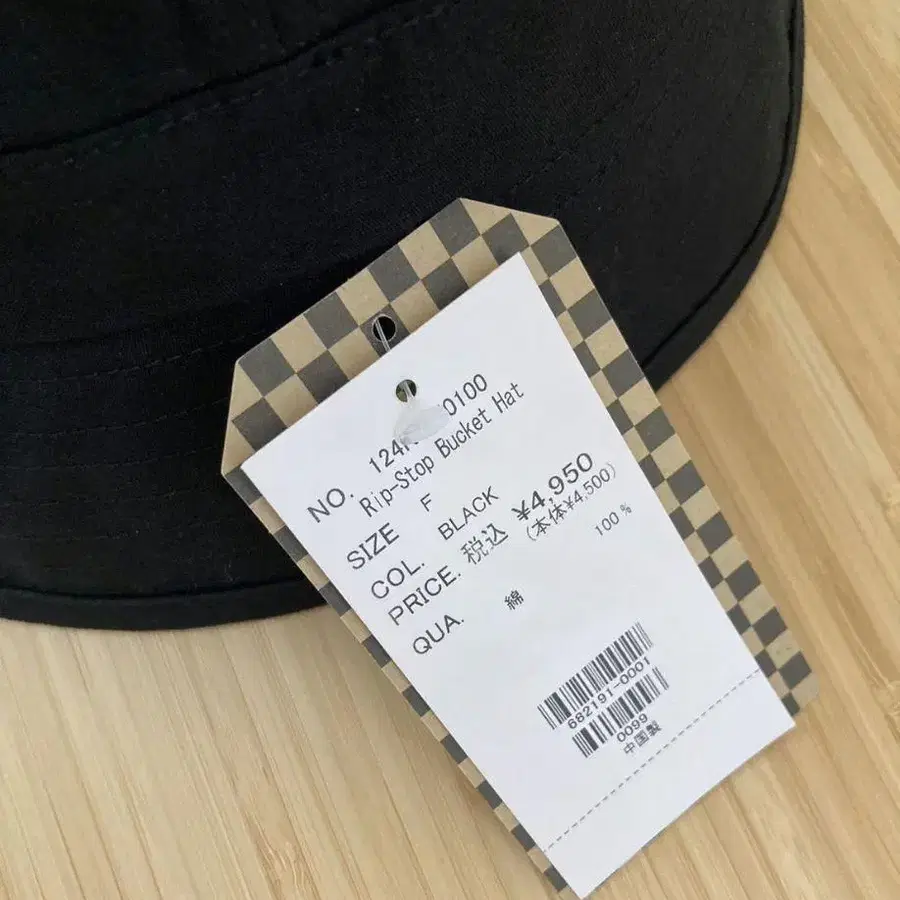 NO. 0100
Rip-Stop Bucket Hat
SIZE F
COL. BLACK
PRICE. 税込 ¥4,950
(本体¥4,500)
QUA. 綿 100%
682191-0001
0099
中国製